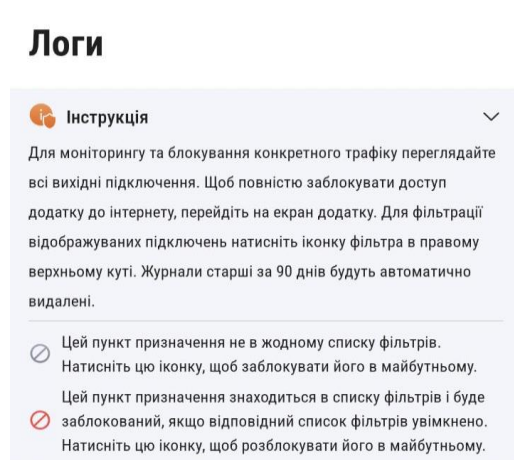 Логи
Інструкція
Для моніторингу та блокування конкретного трафіку переглядайте
всі вихідні підключення. Щоб повністю заблокувати доступ
додатку до інтернету, перейдіть на екран додатку. Для фільтрації
відображуваних підключень натисніть іконку фільтра в правому
верхньому куті. Журнали старші за 90 днів будуть автоматично
видалені.
Цей пункт призначення не в жодному списку фільтрів.
Натисніть цю іконку, щоб заблокувати його в майбутньому.
Цей пункт призначення знаходиться в списку фільтрів і буде
заблокований, якщо відповідний список фільтрів увімкнено.
Натисніть цю іконку, щоб розблокувати його в майбутньому.